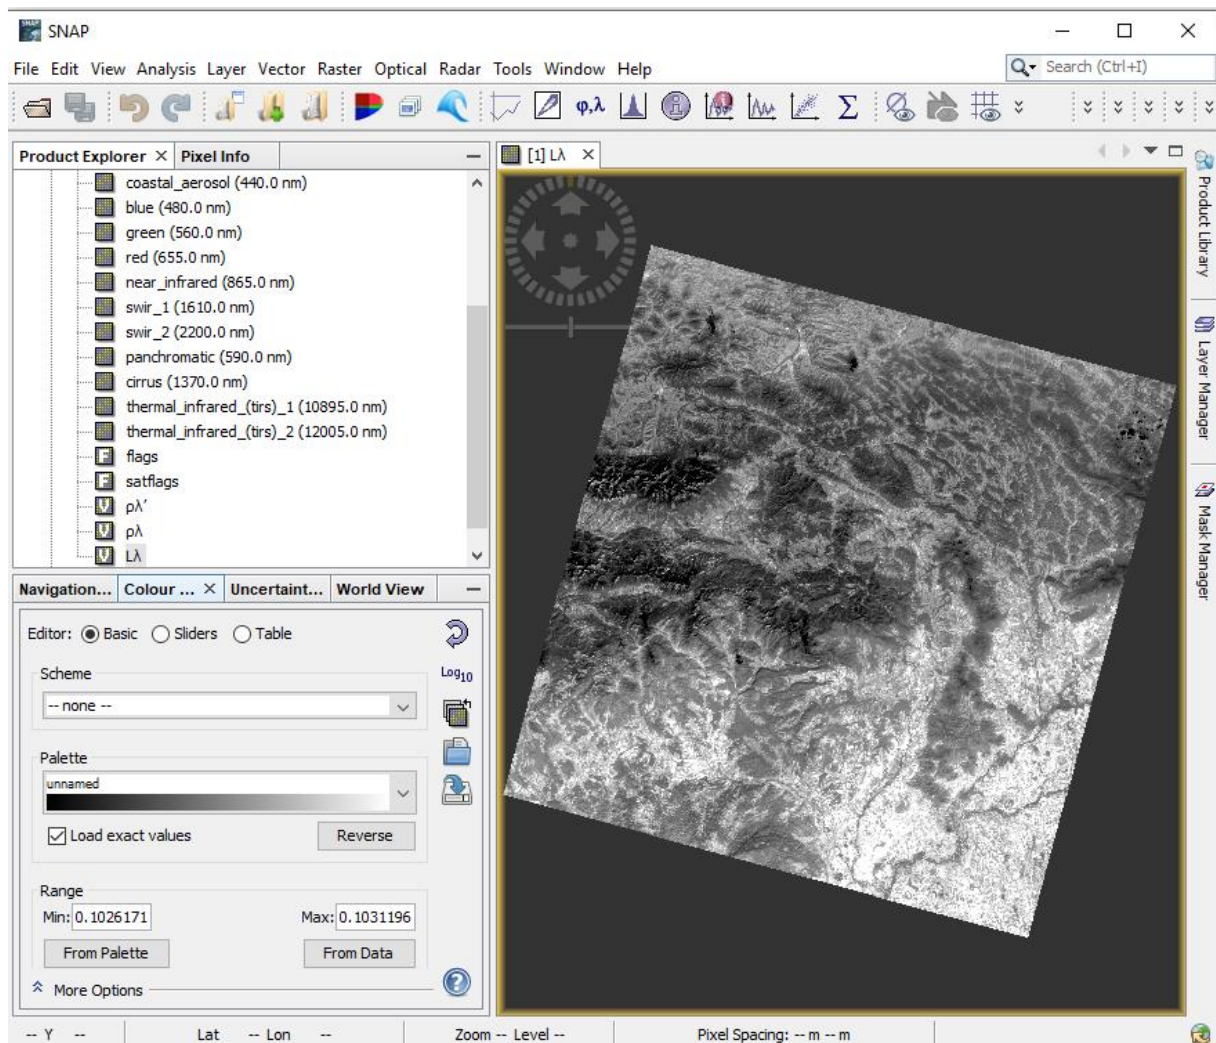 SNAP
File Edit View Analysis Layer Vector Raster Optical Radar Tools Window Help
Search (Ctrl+I)
φ,λ
Σ
Product Explorer × Pixel Info
[1] Lλ ×
coastal_aerosol (440.0 nm)
blue (480.0 nm)
green (560.0 nm)
red (655.0 nm)
near_infrared (865.0 nm)
swir_1 (1610.0 nm)
swir_2 (2200.0 nm)
panchromatic (590.0 nm)
cirrus (1370.0 nm)
thermal_infrared_(tirs)_1 (10895.0 nm)
thermal_infrared_(tirs)_2 (12005.0 nm)
flags
satflags
ρλ′
ρλ
Lλ
Product Library
Layer Manager
Mask Manager
Navigation... Colour ... × Uncertaint... World View
Editor: Basic Sliders Table
Scheme
Log10
-- none --
Palette
unnamed
Load exact values Reverse
Range
Min: 0.1026171 Max: 0.1031196
From Palette From Data
More Options
-- Y -- Lat -- Lon -- Zoom -- Level -- Pixel Spacing: -- m -- m